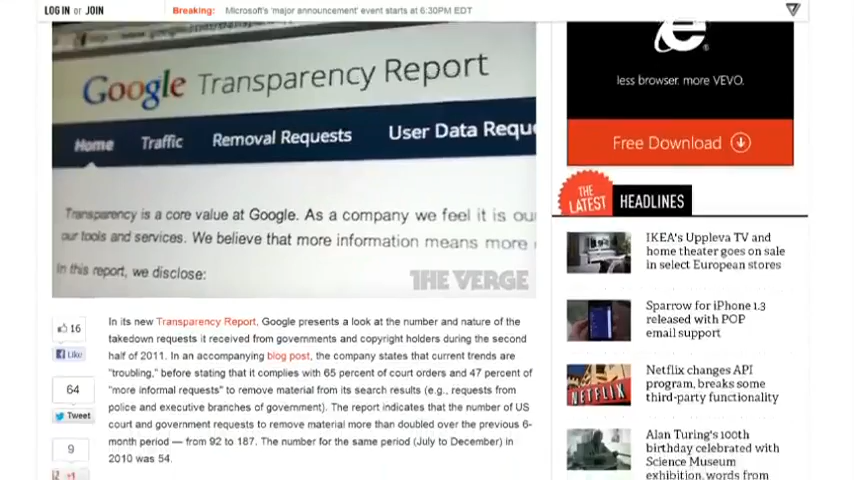 LOG IN or JOIN
Breaking: Microsoft's 'major announcement' event starts at 6:30PM EDT
Google Transparency Report
Home Traffic Removal Requests User Data Reque
Transparency is a core value at Google. As a company we feel it is our
our tools and services. We believe that more information means more
In this report, we disclose:
THE VERGE
16
Like
64
Tweet
9
+1
In its new Transparency Report, Google presents a look at the number and nature of the
takedown requests it received from governments and copyright holders during the second
half of 2011. In an accompanying blog post, the company states that current trends are
"troubling," before stating that it complies with 65 percent of court orders and 47 percent of
"more informal requests" to remove material from its search results (e.g., requests from
police and executive branches of government). The report indicates that the number of US
court and government requests to remove material more than doubled over the previous 6-
month period — from 92 to 187. The number for the same period (July to December) in
2010 was 54.
e
less browser. more VEVO.
Free Download
THE LATEST
HEADLINES
IKEA's Uppleva TV and
home theater goes on sale
in select European stores
Sparrow for iPhone 1.3
released with POP
email support
Netflix changes API
program, breaks some
third-party functionality
NETFLIX
Alan Turing's 100th
birthday celebrated with
Science Museum
exhibition, words from